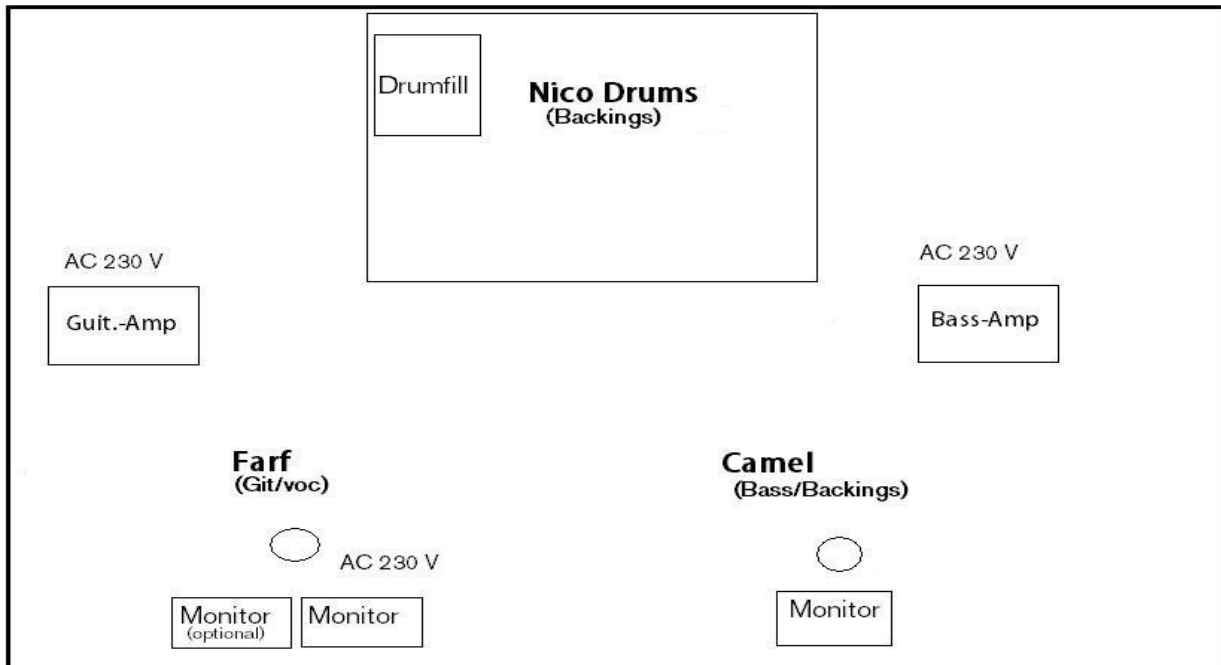 Drumfill
Nico Drums
(Backings)
AC 230 V
Guit.-Amp
AC 230 V
Bass-Amp
Farf
(Git/voc)
Camel
(Bass/Backings)
AC 230 V
Monitor
(optional)
Monitor
Monitor